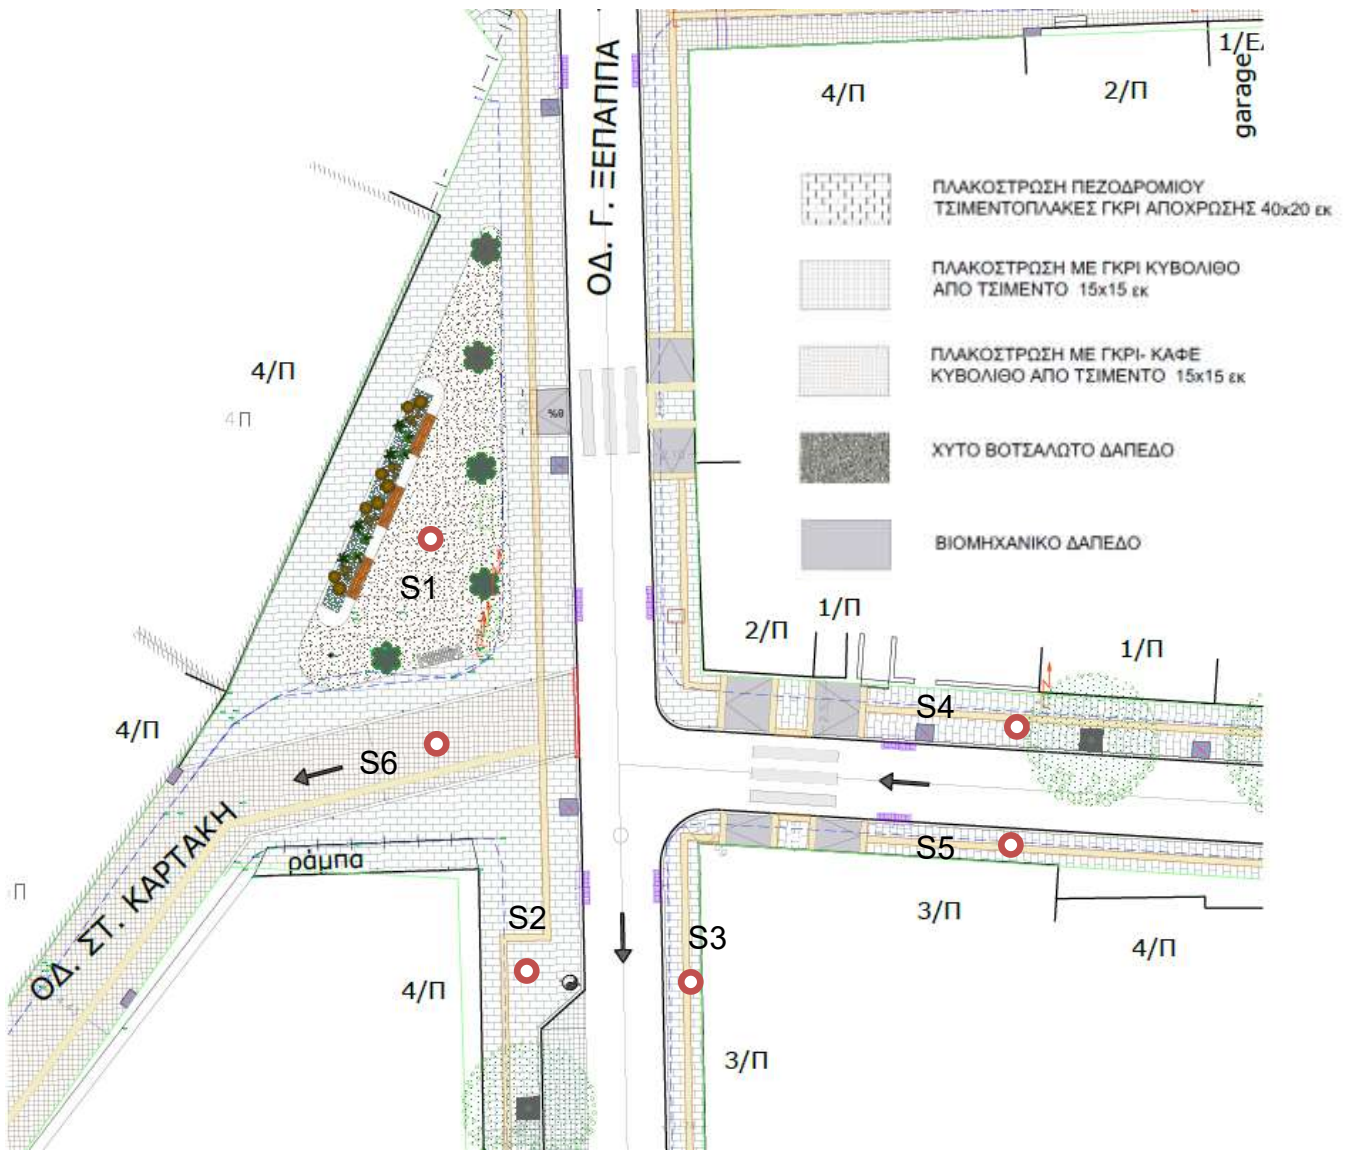 ΟΔ. Γ. ΞΕΠΑΠΠΑ
4/Π
2/Π
1/ΕΛ
garage
ΠΛΑΚΟΣΤΡΩΣΗ ΠΕΖΟΔΡΟΜΙΟΥ
ΤΣΙΜΕΝΤΟΠΛΑΚΕΣ ΓΚΡΙ ΑΠΟΧΡΩΣΗΣ 40x20 εκ
ΠΛΑΚΟΣΤΡΩΣΗ ΜΕ ΓΚΡΙ ΚΥΒΟΛΙΘΟ
ΑΠΟ ΤΣΙΜΕΝΤΟ 15x15 εκ
ΠΛΑΚΟΣΤΡΩΣΗ ΜΕ ΓΚΡΙ- ΚΑΦΕ
ΚΥΒΟΛΙΘΟ ΑΠΟ ΤΣΙΜΕΝΤΟ 15x15 εκ
ΧΥΤΟ ΒΟΤΣΑΛΩΤΟ ΔΑΠΕΔΟ
ΒΙΟΜΗΧΑΝΙΚΟ ΔΑΠΕΔΟ
4/Π
4Π
8%
S1
2/Π
1/Π
1/Π
S4
4/Π
S6
S5
ΟΔ. ΣΤ. ΚΑΡΤΑΚΗ
ράμπα
Π
S2
S3
3/Π
4/Π
4/Π
3/Π